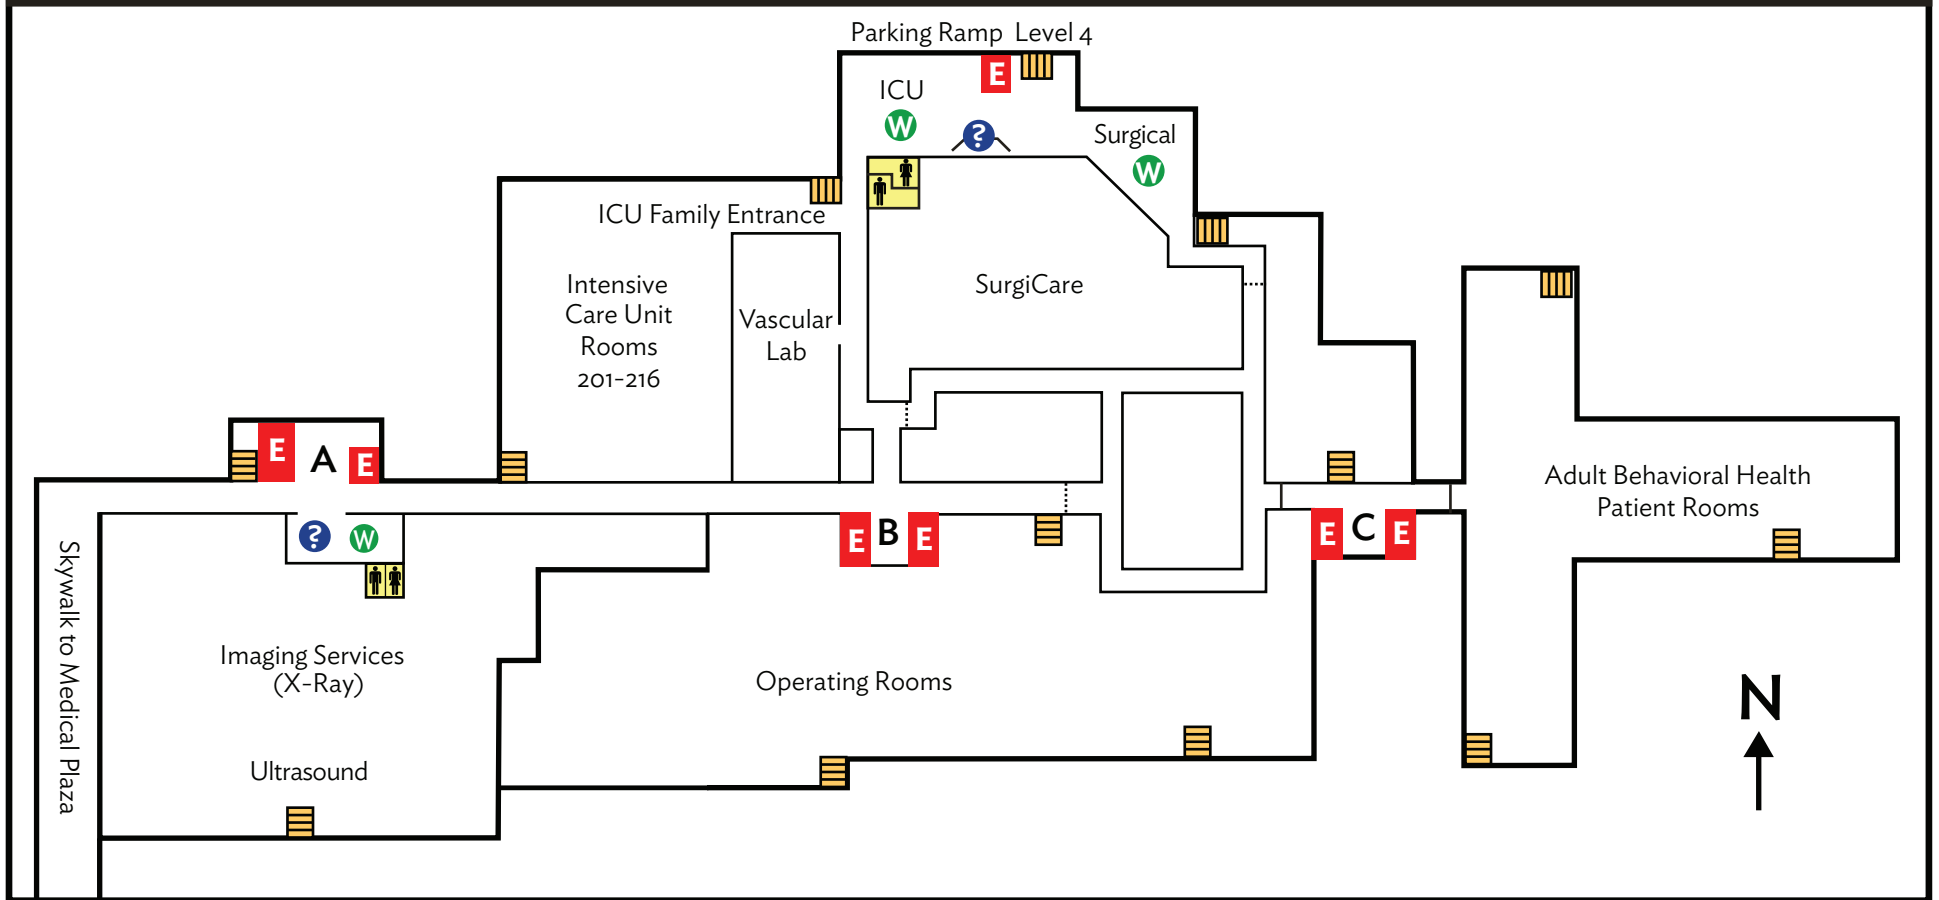 Parking Ramp Level 4
E
ICU
W
?
Surgical
W
ICU Family Entrance
Intensive
Care Unit
Rooms
201-216
Vascular
Lab
SurgiCare
E
A
E
Adult Behavioral Health
Patient Rooms
?
W
E
B
E
E
C
E
Skywalk to Medical Plaza
Imaging Services
(X-Ray)
Operating Rooms
N
Ultrasound